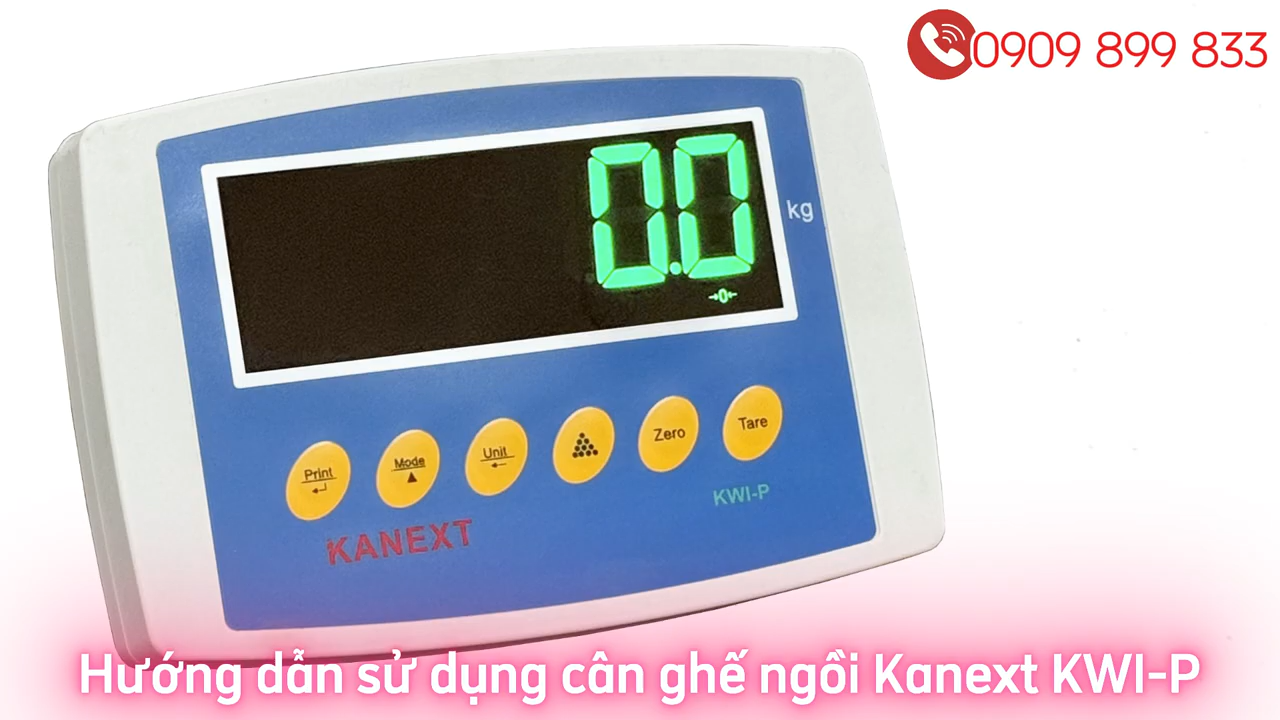 0909 899 833
0.0
kg
→0←
Print
Mode
Unit
Zero
Tare
KWI-P
KANEXT
Hướng dẫn sử dụng cân ghế ngồi Kanext KWI-P